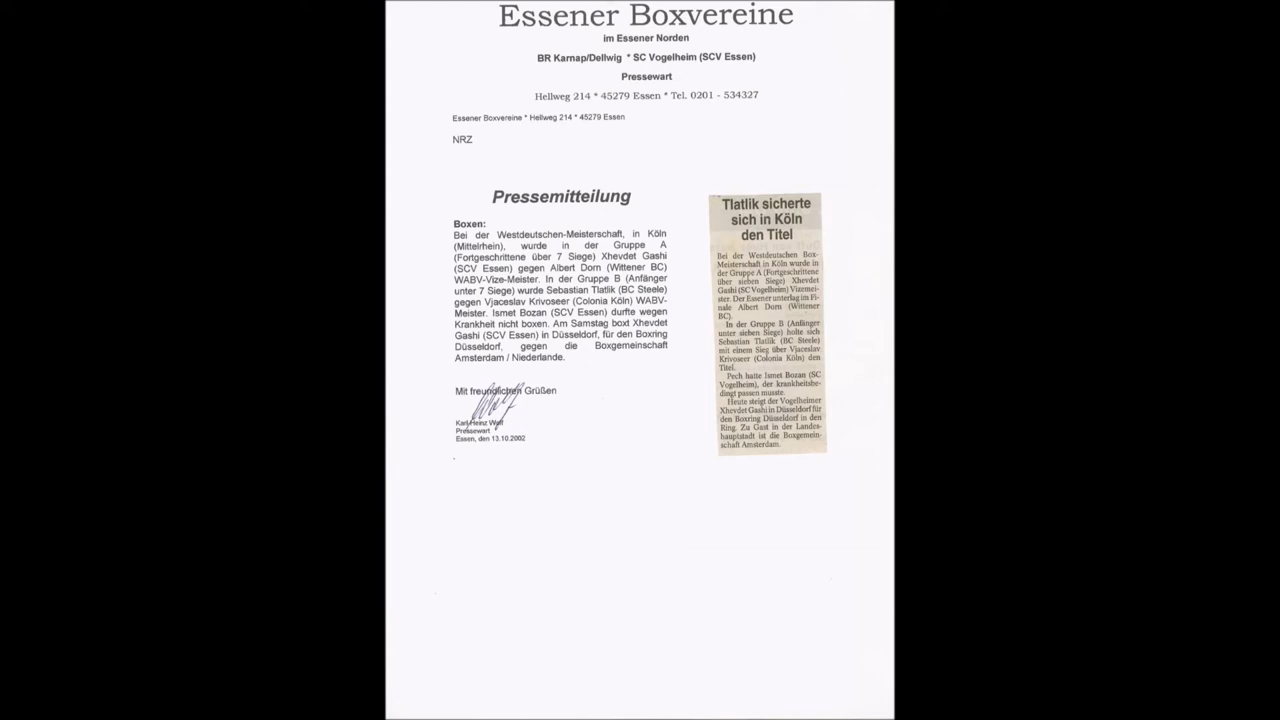 Essener Boxvereine
im Essener Norden
BR Karnap/Dellwig * SC Vogelheim (SCV Essen)
Pressewart
Hellweg 214 * 45279 Essen * Tel. 0201 - 534327
Essener Boxvereine * Hellweg 214 * 45279 Essen
NRZ
Pressemitteilung
Boxen:
Bei der Westdeutschen-Meisterschaft, in Köln
(Mittelrhein), wurde in der Gruppe A
(Fortgeschrittene über 7 Siege) Xhevdet Gashi
(SCV Essen) gegen Albert Dorn (Wittener BC)
WABV-Vize-Meister. In der Gruppe B (Anfänger
unter 7 Siege) wurde Sebastian Tlatlik (BC Steele)
gegen Vjaceslav Krivoseer (Colonia Köln) WABV-
Meister. Ismet Bozan (SCV Essen) durfte wegen
Krankheit nicht boxen. Am Samstag boxt Xhevdet
Gashi (SCV Essen) in Düsseldorf, für den Boxring
Düsseldorf, gegen die Boxgemeinschaft
Amsterdam / Niederlande.
Mit freundlichen Grüßen
Karl-Heinz Wolf
Pressewart
Essen, den 13.10.2002
Tlatlik sicherte
sich in Köln
den Titel
Bei der Westdeutschen Box-
Meisterschaft in Köln wurde in
der Gruppe A (Fortgeschrittene
über sieben Siege) Xhevdet
Gashi (SC Vogelheim) Vizemei-
ster. Der Essener unterlag im Fi-
nale Albert Dorn (Wittener
BC).
In der Gruppe B (Anfänger
unter sieben Siege) holte sich
Sebastian Tlatlik (BC Steele)
mit einem Sieg über Vjaceslav
Krivoseer (Colonia Köln) den
Titel.
Pech hatte Ismet Bozan (SC
Vogelheim), der krankheitsbe-
dingt passen musste.
Heute steigt der Vogelheimer
Xhevdet Gashi in Düsseldorf für
den Boxring Düsseldorf in den
Ring. Zu Gast in der Landes-
hauptstadt ist die Boxgemein-
schaft Amsterdam.